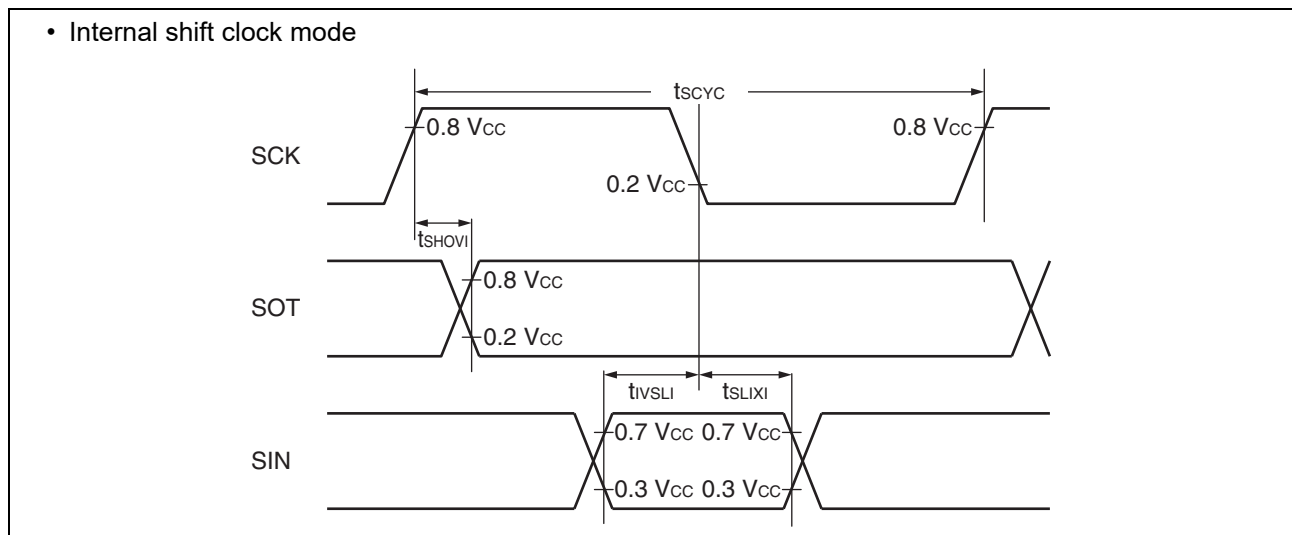 • Internal shift clock mode
tSCYC
0.8 VCC
0.8 VCC
SCK
0.2 VCC
tSHOVI
0.8 VCC
SOT
0.2 VCC
tIVSLI
tSLIXI
0.7 VCC
0.7 VCC
SIN
0.3 VCC
0.3 VCC